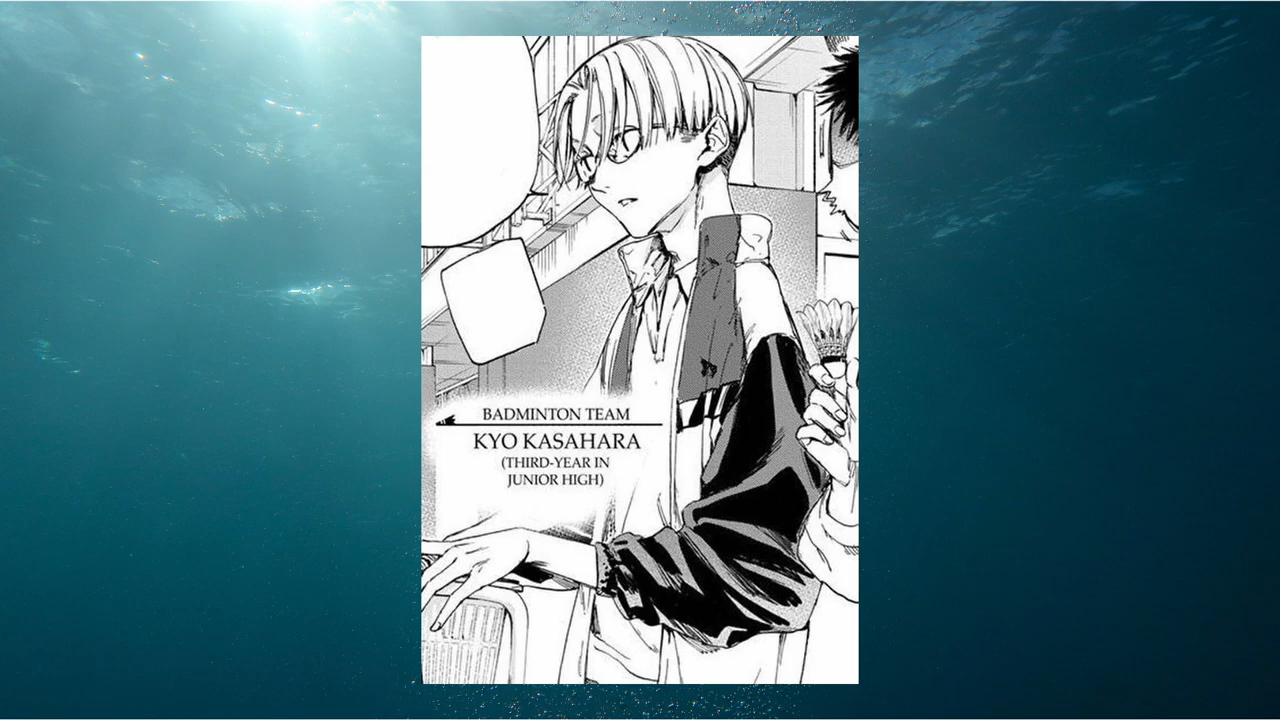 BADMINTON TEAM
KYO KASAHARA
(THIRD-YEAR IN
JUNIOR HIGH)